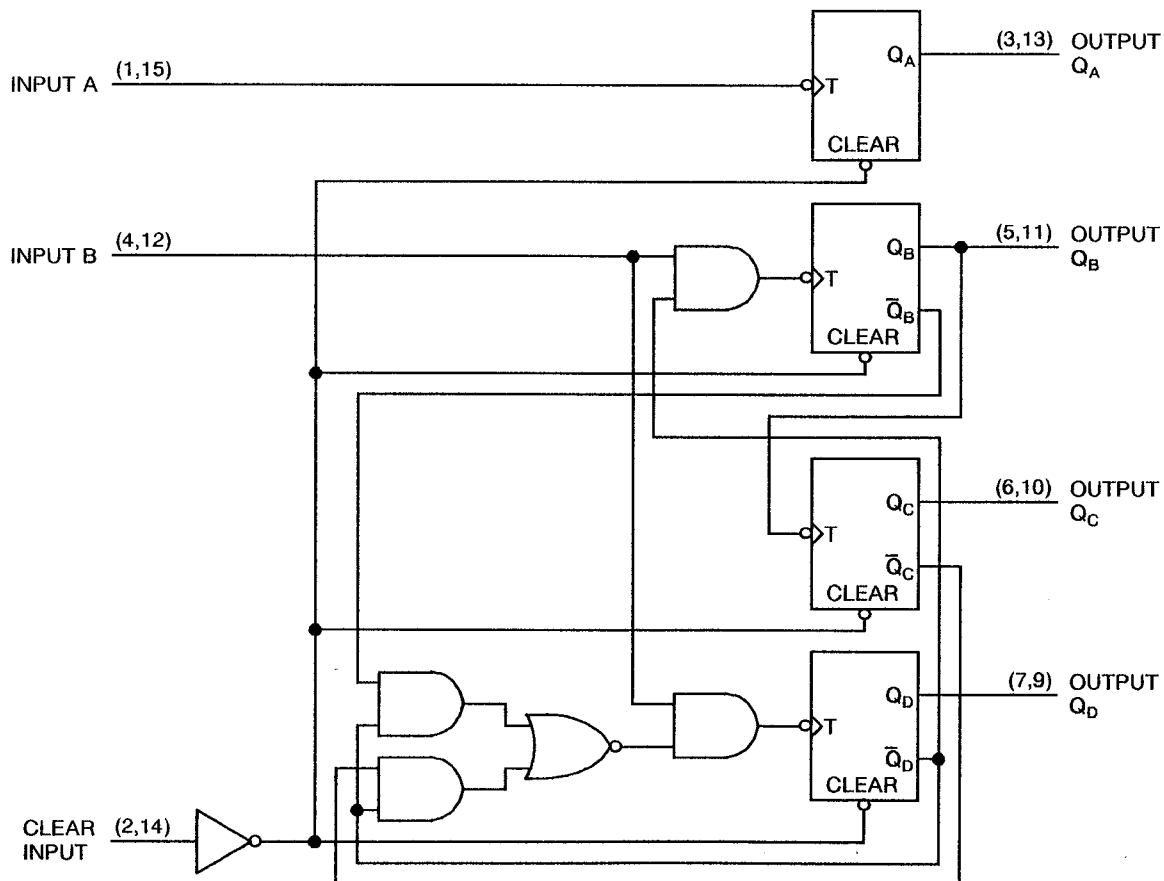 INPUT A (1,15)
T
Q_A
CLEAR
(3,13) OUTPUT
Q_A
INPUT B (4,12)
T
Q_B
Q̅_B
CLEAR
(5,11) OUTPUT
Q_B
T
Q_C
Q̅_C
CLEAR
(6,10) OUTPUT
Q_C
T
Q_D
Q̅_D
CLEAR
(7,9) OUTPUT
Q_D
CLEAR (2,14)
INPUT